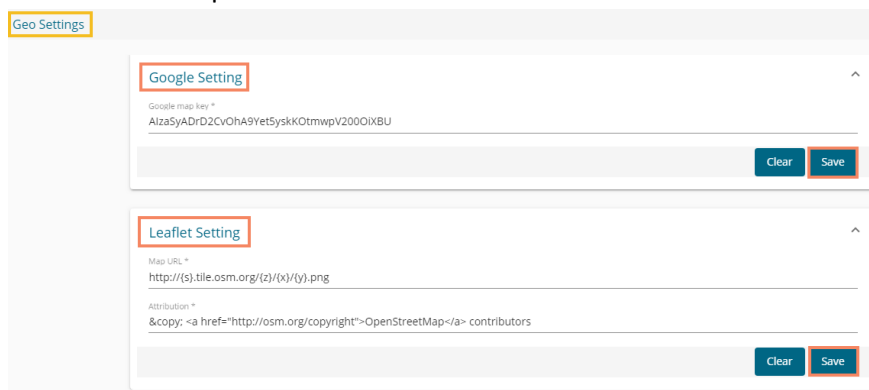 Geo Settings
Google Setting
Google map key *
AIzaSyADrD2CvOhA9Yet5yskKOtmwpV200OiXBU
Clear Save
Leaflet Setting
Map URL *
http://{s}.tile.osm.org/{z}/{x}/{y}.png
Attribution *
&copy; <a href="http://osm.org/copyright">OpenStreetMap</a> contributors
Clear Save